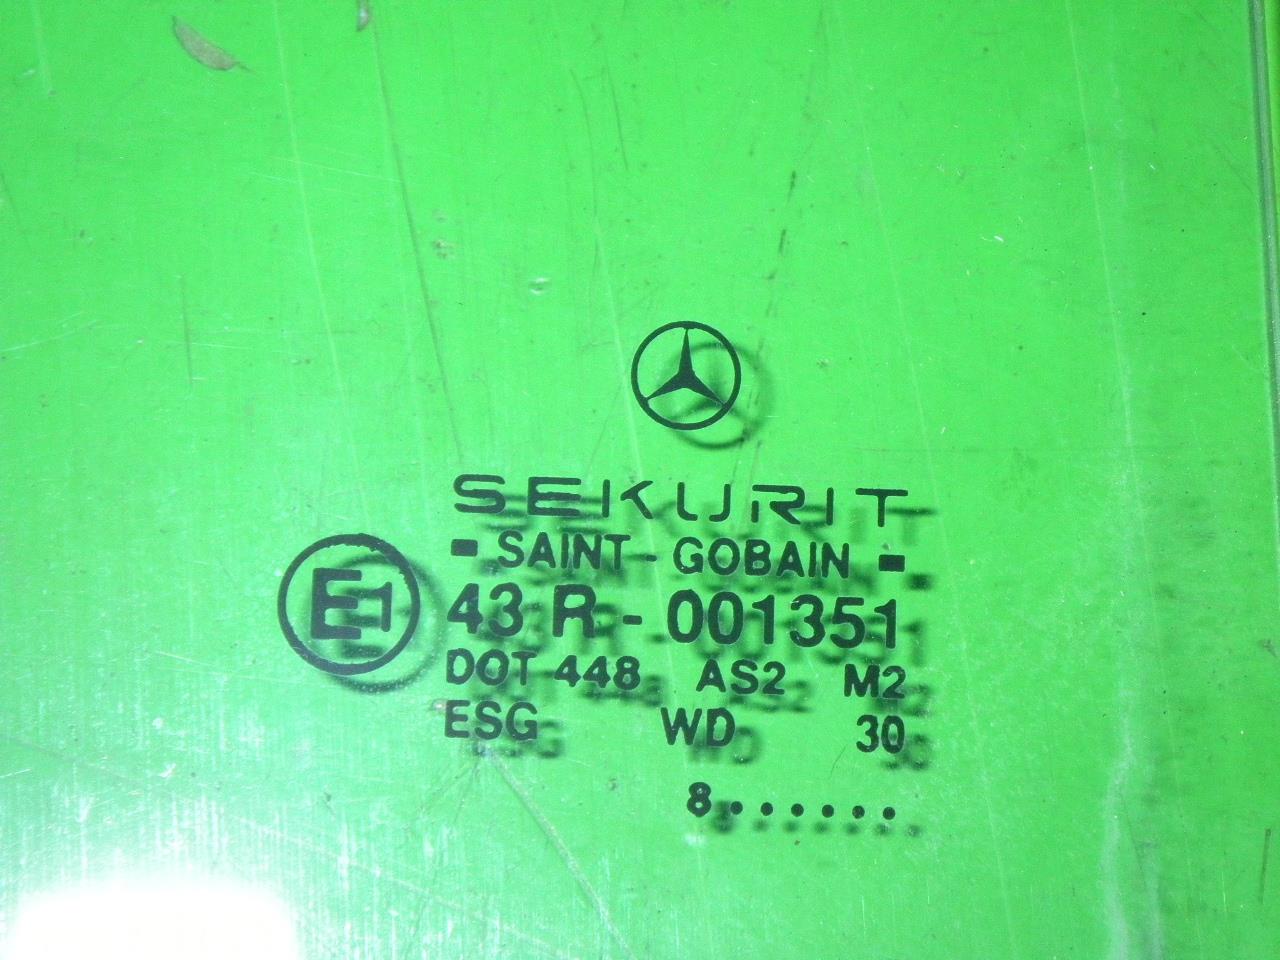 SEKURIT
SAINT-GOBAIN
E1 43 R-001351
DOT 448 AS2 M2
ESG WD 30
8......